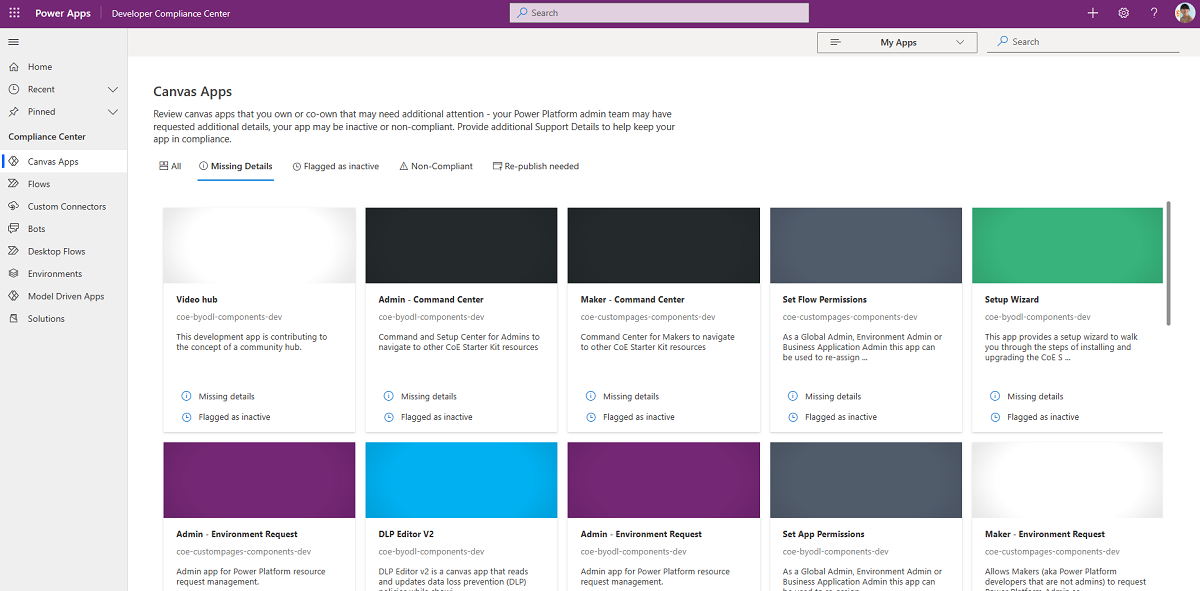 Power Apps
Developer Compliance Center
Search
?
My Apps
Search
Home
Recent
Pinned
Compliance Center
Canvas Apps
Flows
Custom Connectors
Bots
Desktop Flows
Environments
Model Driven Apps
Solutions
Canvas Apps
Review canvas apps that you own or co-own that may need additional attention - your Power Platform admin team may have
requested additional details, your app may be inactive or non-compliant. Provide additional Support Details to help keep your
app in compliance.
All
Missing Details
Flagged as inactive
Non-Compliant
Re-publish needed
Video hub
coe-byodl-components-dev
This development app is contributing to
the concept of a community hub.
Missing details
Flagged as inactive
Admin - Command Center
coe-byodl-components-dev
Command and Setup Center for Admins to
navigate to other CoE Starter Kit resources
Missing details
Flagged as inactive
Maker - Command Center
coe-custompages-components-dev
Command Center for Makers to navigate
to other CoE Starter Kit resources
Missing details
Flagged as inactive
Set Flow Permissions
coe-custompages-components-dev
As a Global Admin, Environment Admin or
Business Application Admin this app can
be used to re-assign ...
Missing details
Flagged as inactive
Setup Wizard
coe-byodl-components-dev
This app provides a setup wizard to walk
you through the steps of installing and
upgrading the CoE S ...
Missing details
Flagged as inactive
Admin - Environment Request
coe-custompages-components-dev
Admin app for Power Platform resource
request management.
DLP Editor V2
coe-byodl-components-dev
DLP Editor v2 is a canvas app that reads
and updates data loss prevention (DLP)
policies while showi...
Admin - Environment Request
coe-byodl-components-dev
Admin app for Power Platform resource
request management.
Set App Permissions
coe-byodl-components-dev
As a Global Admin, Environment Admin or
Business Application Admin this app can
be used to re-assign ...
Maker - Environment Request
coe-custompages-components-dev
Allows Makers (aka Power Platform
developers that are not admins) to request